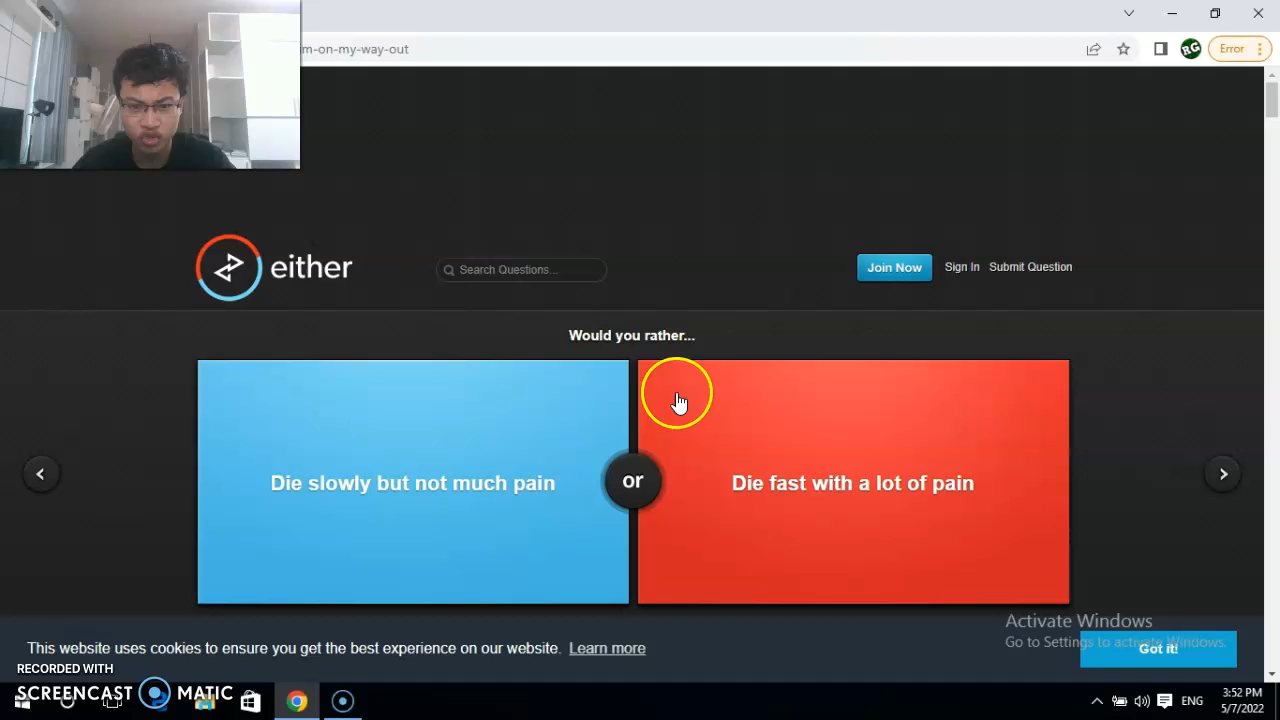 m-on-my-way-out
RG
Error
either
Search Questions...
Join Now
Sign In
Submit Question
Would you rather...
Die slowly but not much pain
or
Die fast with a lot of pain
Activate Windows
Go to Settings to activate Windows.
This website uses cookies to ensure you get the best experience on our website. Learn more
Got it!
RECORDED WITH
SCREENCAST MATIC
ENG
3:52 PM
5/7/2022